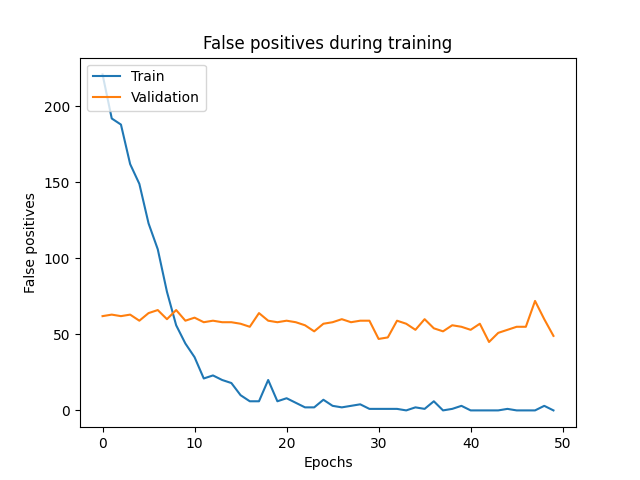 False positives during training
Train
Validation
False positives
200
150
100
50
0
0 10 20 30 40 50
Epochs